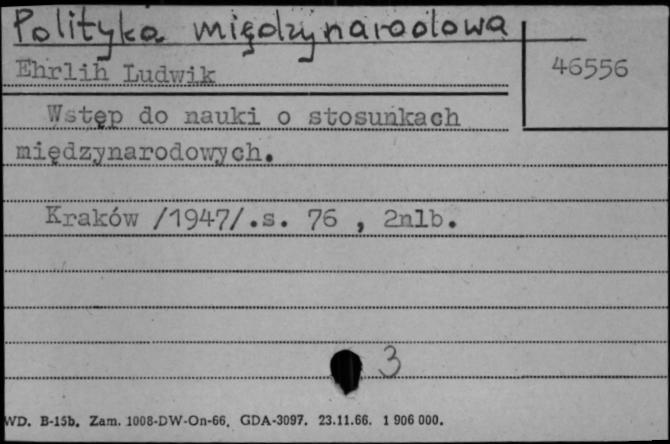 Polityka międzynarodowa
Ehrlih Ludwik
46556
Wstęp do nauki o stosunkach
międzynarodowych.
Kraków /1947/.s. 76 , 2nlb.
3
WD. B-15b. Zam. 1008-DW-On-66. GDA-3097. 23.11.66. 1 906 000.